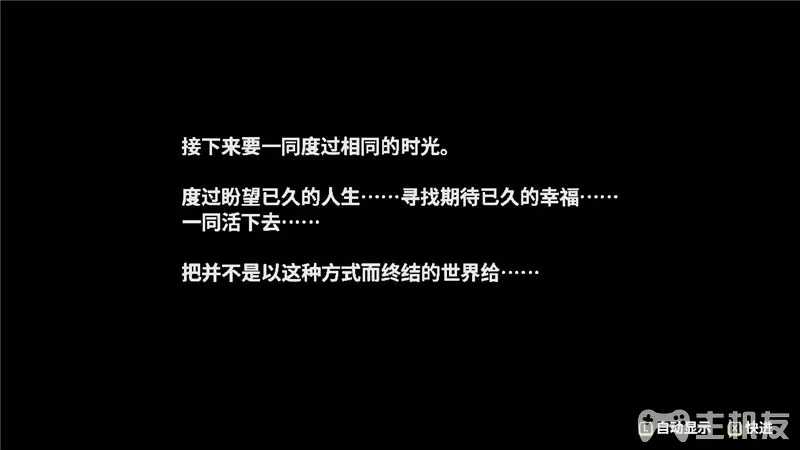 接下来要一同度过相同的时光。
度过盼望已久的人生……寻找期待已久的幸福……
一同活下去……
把并不是以这种方式而终结的世界给……
主机友
L 自动显示 X 快进